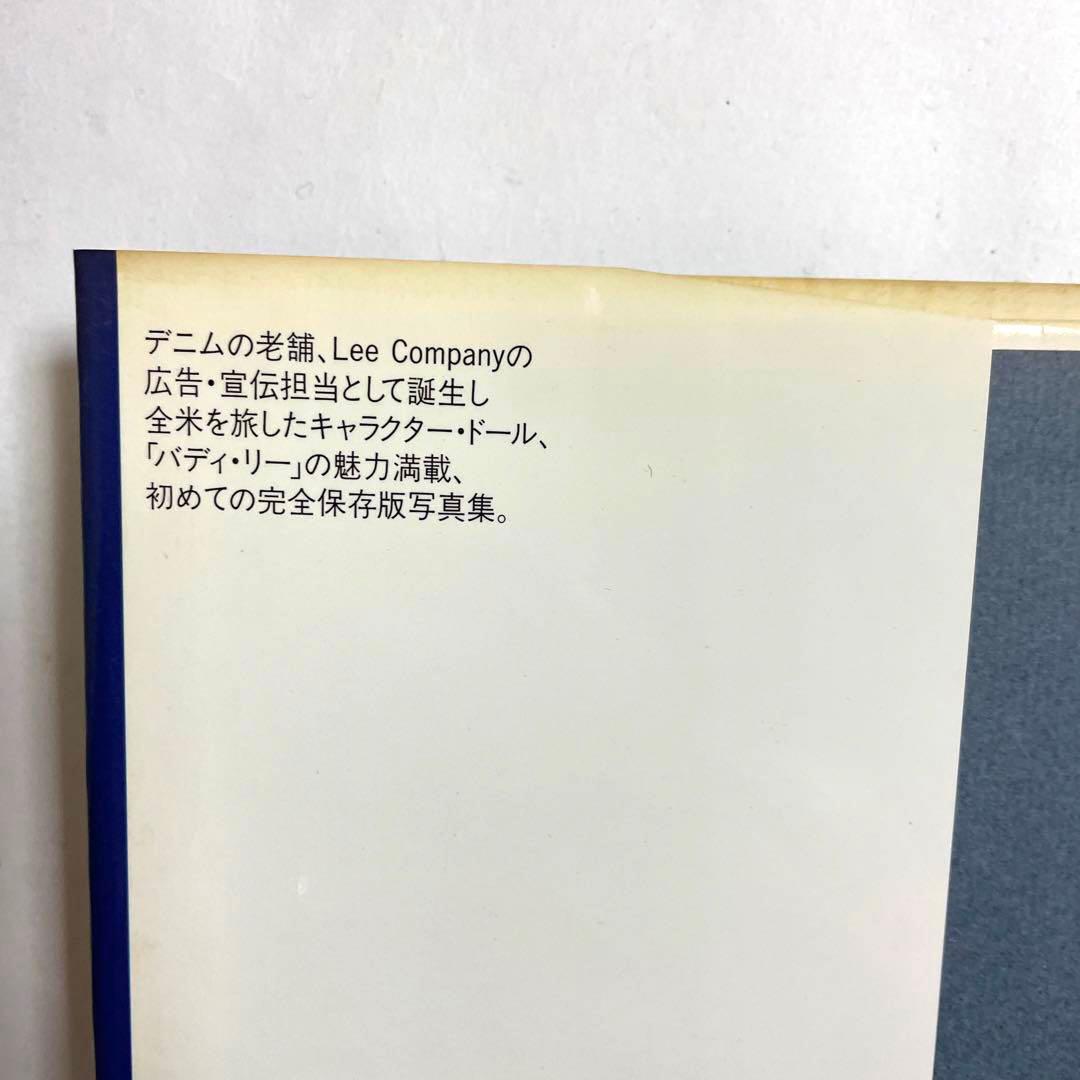 デニムの老舗、Lee Companyの
広告・宣伝担当として誕生し
全米を旅したキャラクター・ドール、
「バディ・リー」の魅力満載、
初めての完全保存版写真集。